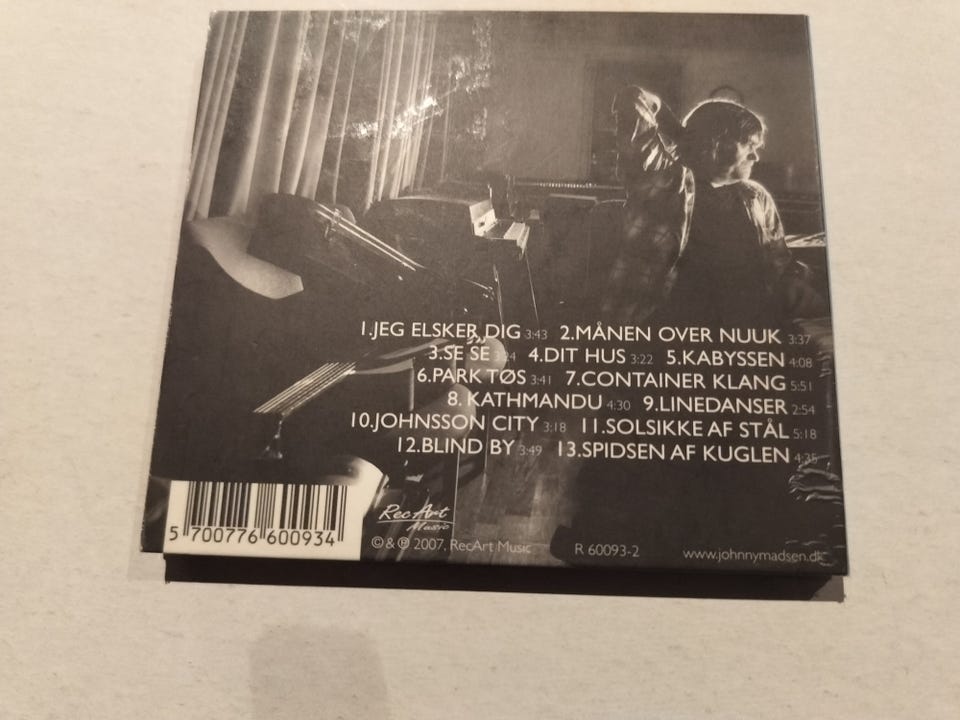 1.JEG ELSKER DIG 3:43 2.MÅNEN OVER NUUK 3:37
3.SE SE 3:24 4.DIT HUS 3:22 5.KABYSSEN 4:08
6.PARK TØS 3:41 7.CONTAINER KLANG 5:51
8. KATHMANDU 4:30 9.LINEDANSER 2:54
10.JOHNSSON CITY 3:18 11.SOLSIKKE AF STÅL 5:18
12.BLIND BY 3:49 13.SPIDSEN AF KUGLEN 4:35
RecArt
Music
5 700776 600934
©&℗ 2007, RecArt Music R 60093-2 www.johnnymadsen.dk